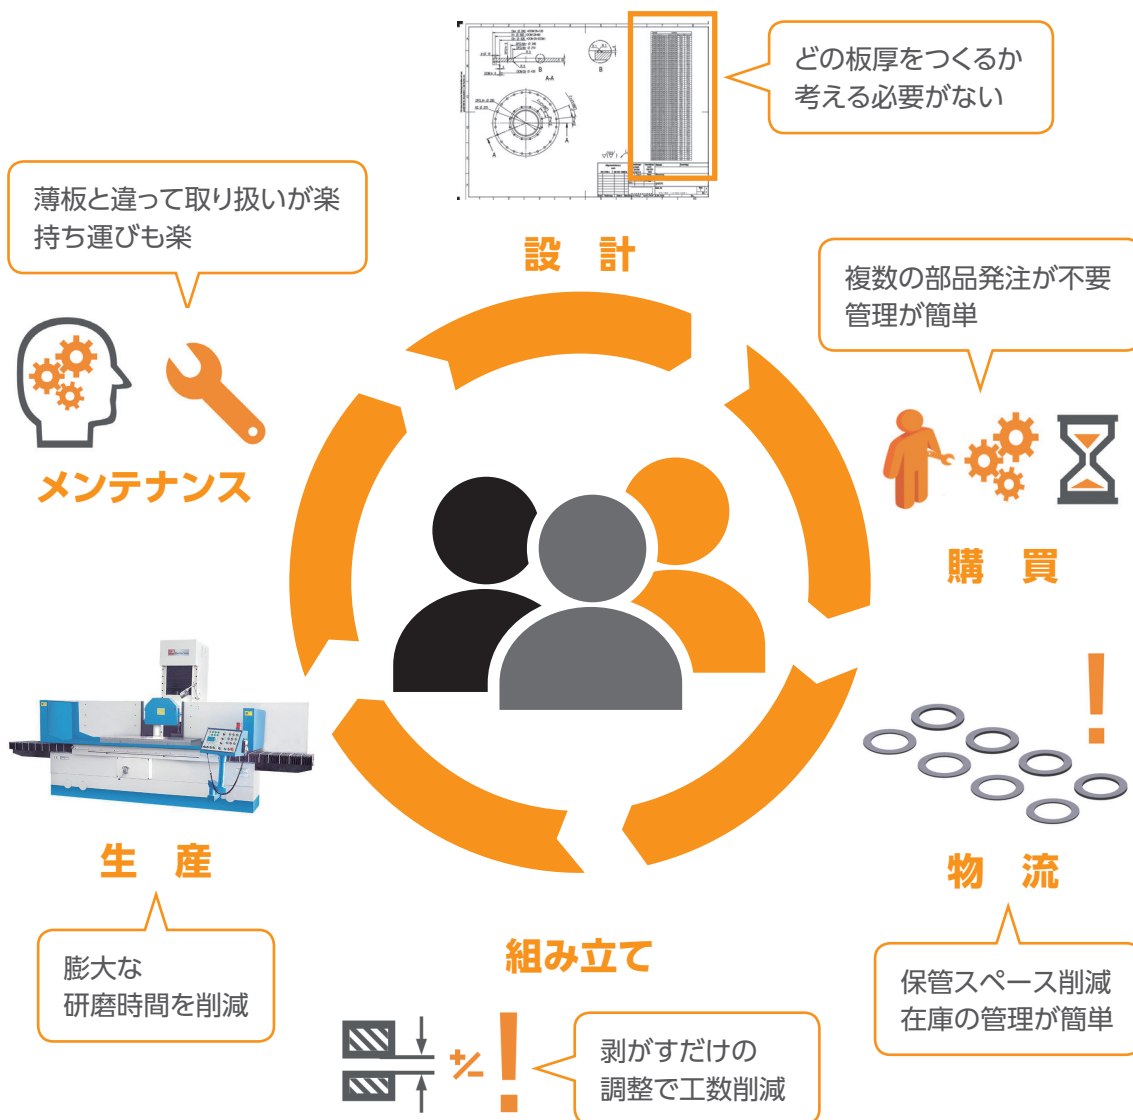 どの板厚をつくるか
考える必要がない
設 計
薄板と違って取り扱いが楽
持ち運びも楽
メンテナンス
複数の部品発注が不要
管理が簡単
購 買
生 産
膨大な
研磨時間を削減
物 流
保管スペース削減
在庫の管理が簡単
組み立て
+/-
剥がすだけの
調整で工数削減
A-A
B
B
A
A